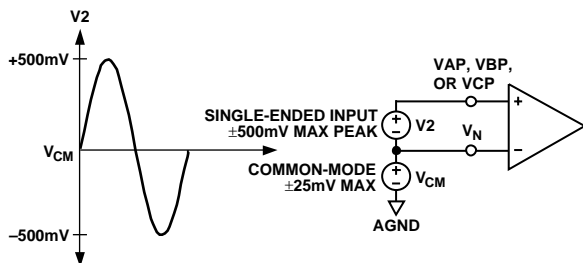 V2
+500mV
VCM
–500mV
SINGLE-ENDED INPUT
±500mV MAX PEAK
COMMON-MODE
±25mV MAX
VAP, VBP,
OR VCP
+
–
V2
+
–
VN
+
–
VCM
AGND